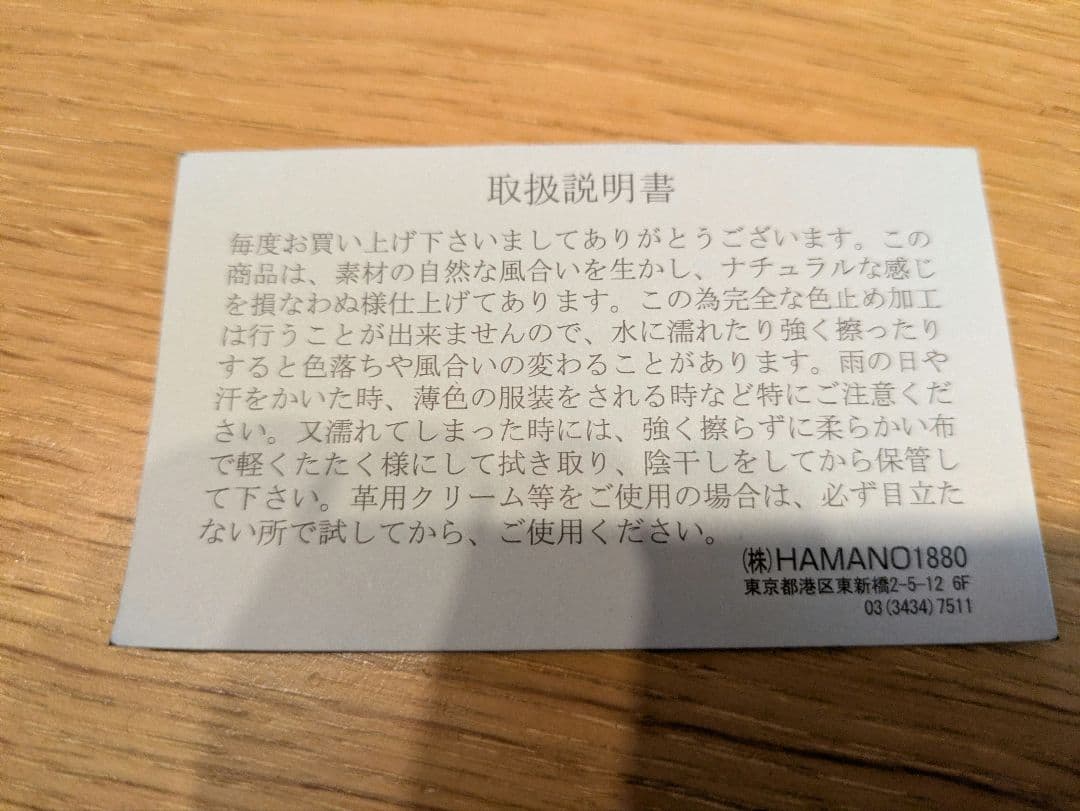 取扱説明書
毎度お買い上げ下さいましてありがとうございます。この
商品は、素材の自然な風合いを生かし、ナチュラルな感じ
を損なわぬ様仕上げてあります。この為完全な色止め加工
は行うことが出来ませんので、水に濡れたり強く擦ったり
すると色落ちや風合いの変わることがあります。雨の日や
汗をかいた時、薄色の服装をされる時など特にご注意くだ
さい。又濡れてしまった時には、強く擦らずに柔らかい布
で軽くたたく様にして拭き取り、陰干しをしてから保管し
て下さい。革用クリーム等をご使用の場合は、必ず目立た
ない所で試してから、ご使用ください。
(株)HAMANO1880
東京都港区東新橋2-5-12 6F
03(3434)7511